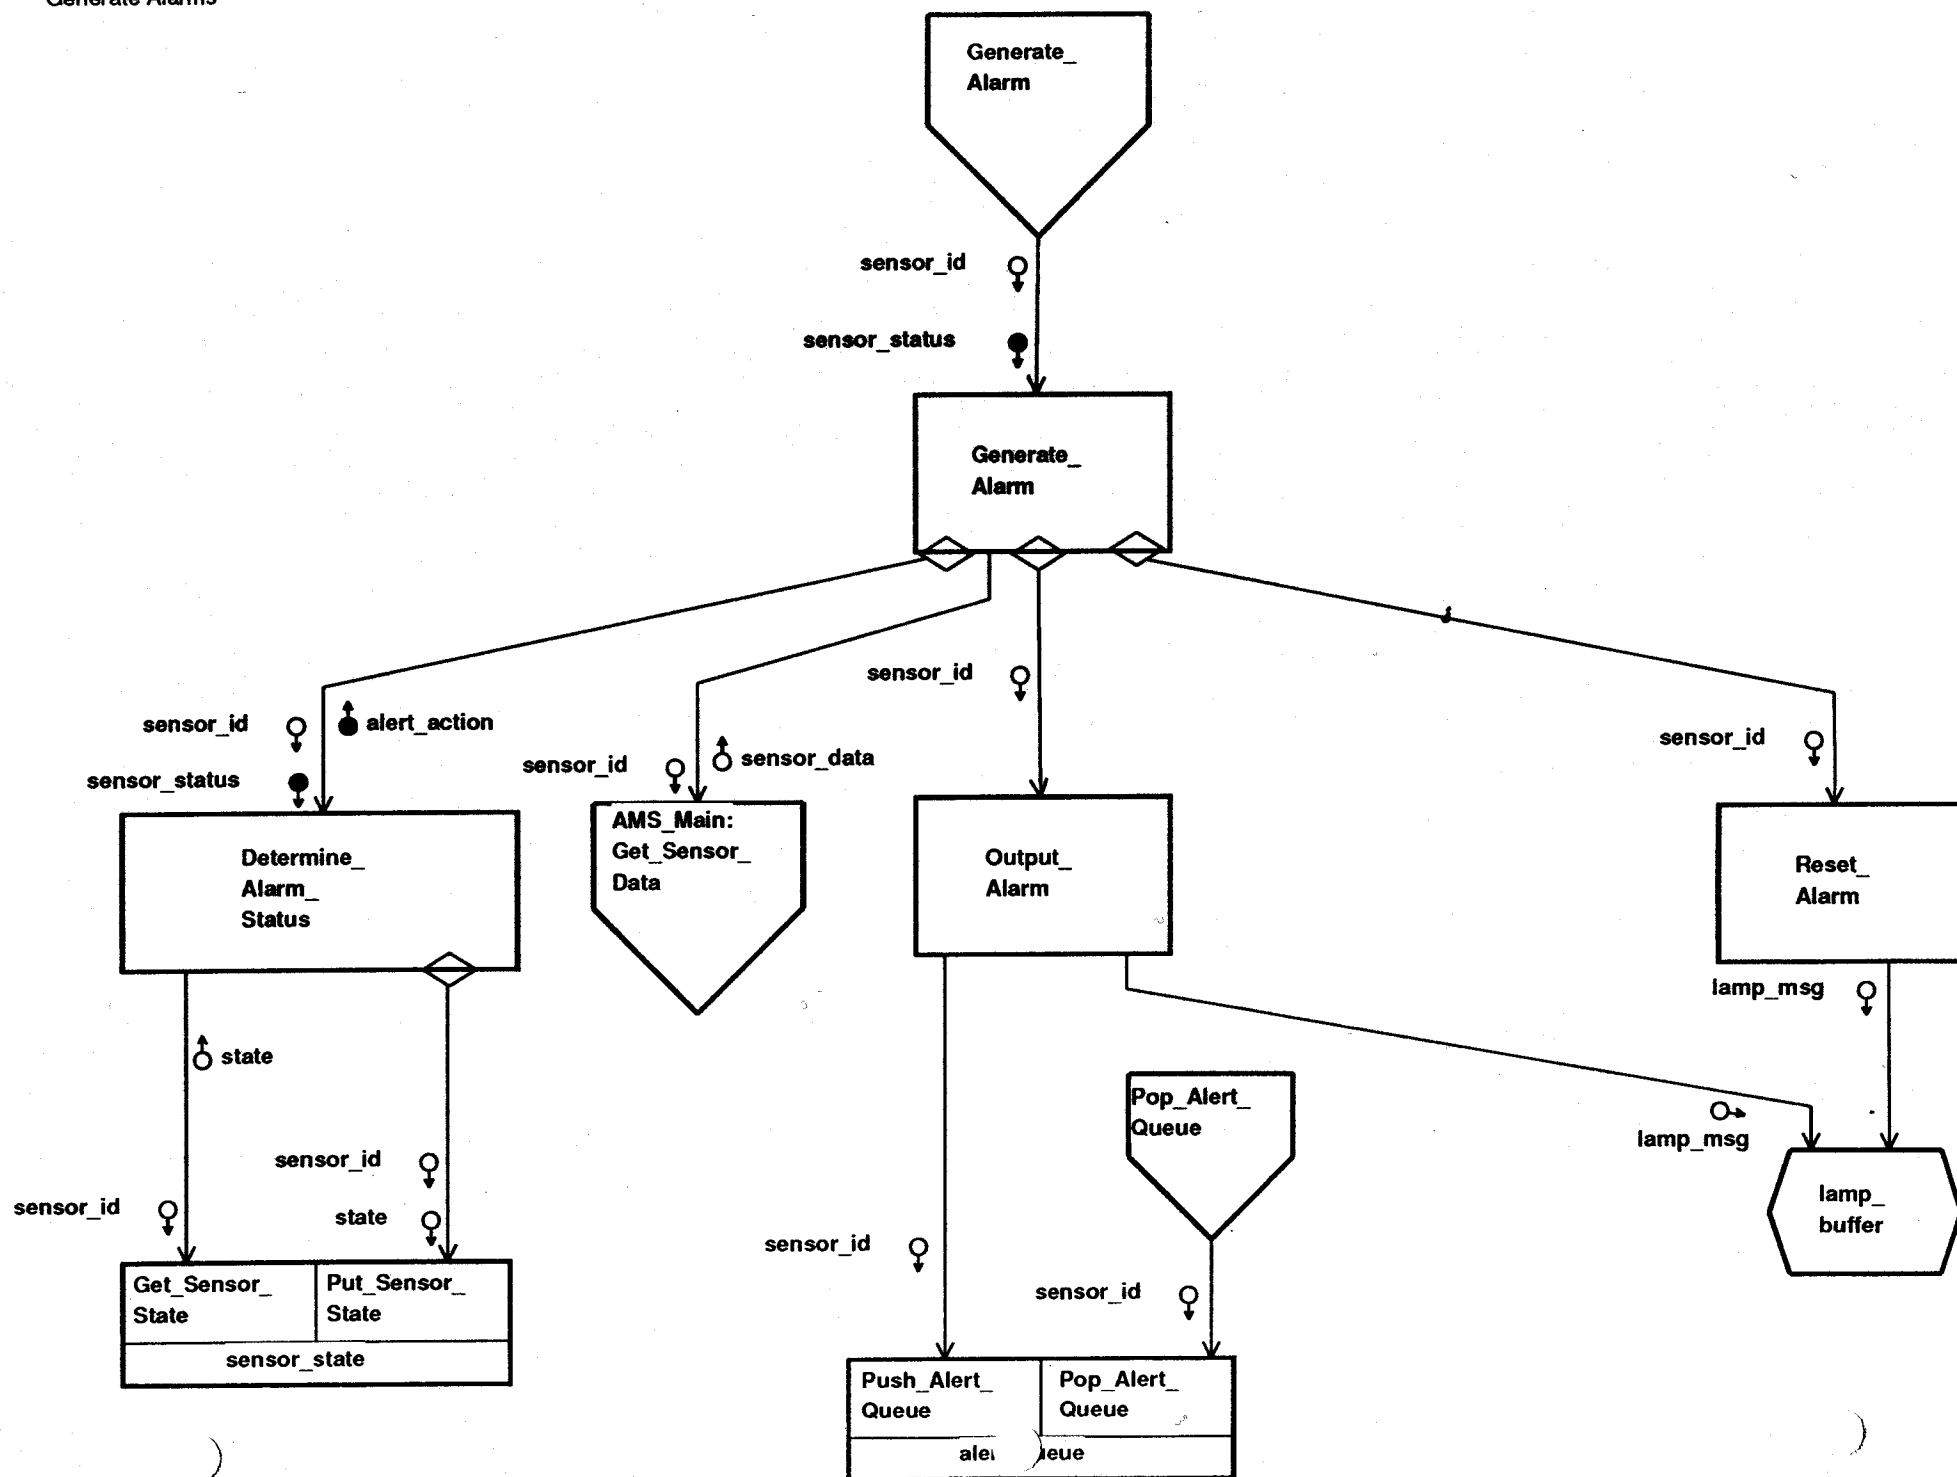 Generate Alarms
Generate_
Alarm
sensor_id
sensor_status
Generate_
Alarm
sensor_id
sensor_id
alert_action
sensor_status
sensor_id
sensor_data
sensor_id
AMS_Main:
Get_Sensor_
Data
Determine_
Alarm_
Status
Output_
Alarm
Reset_
Alarm
lamp_msg
state
Pop_Alert_
Queue
lamp_msg
sensor_id
state
sensor_id
lamp_
buffer
sensor_id
sensor_id
Get_Sensor_
State
Put_Sensor_
State
sensor_state
Push_Alert_
Queue
Pop_Alert_
Queue